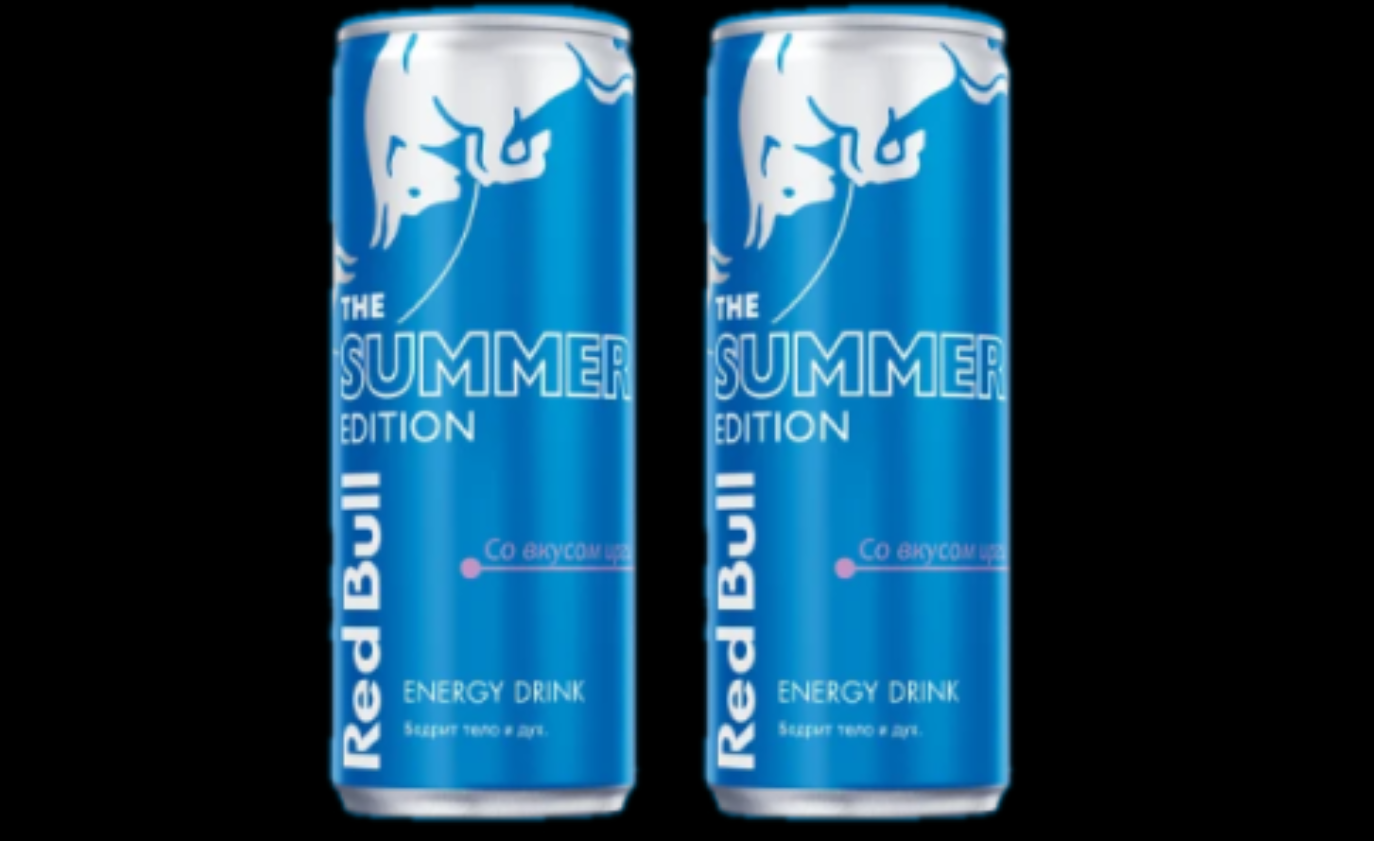 THE
SUMMER
EDITION
Red Bull
Со вкусом
ENERGY DRINK
Бодрит тело и дух.
THE
SUMMER
EDITION
Red Bull
Со вкусом
ENERGY DRINK
Бодрит тело и дух.